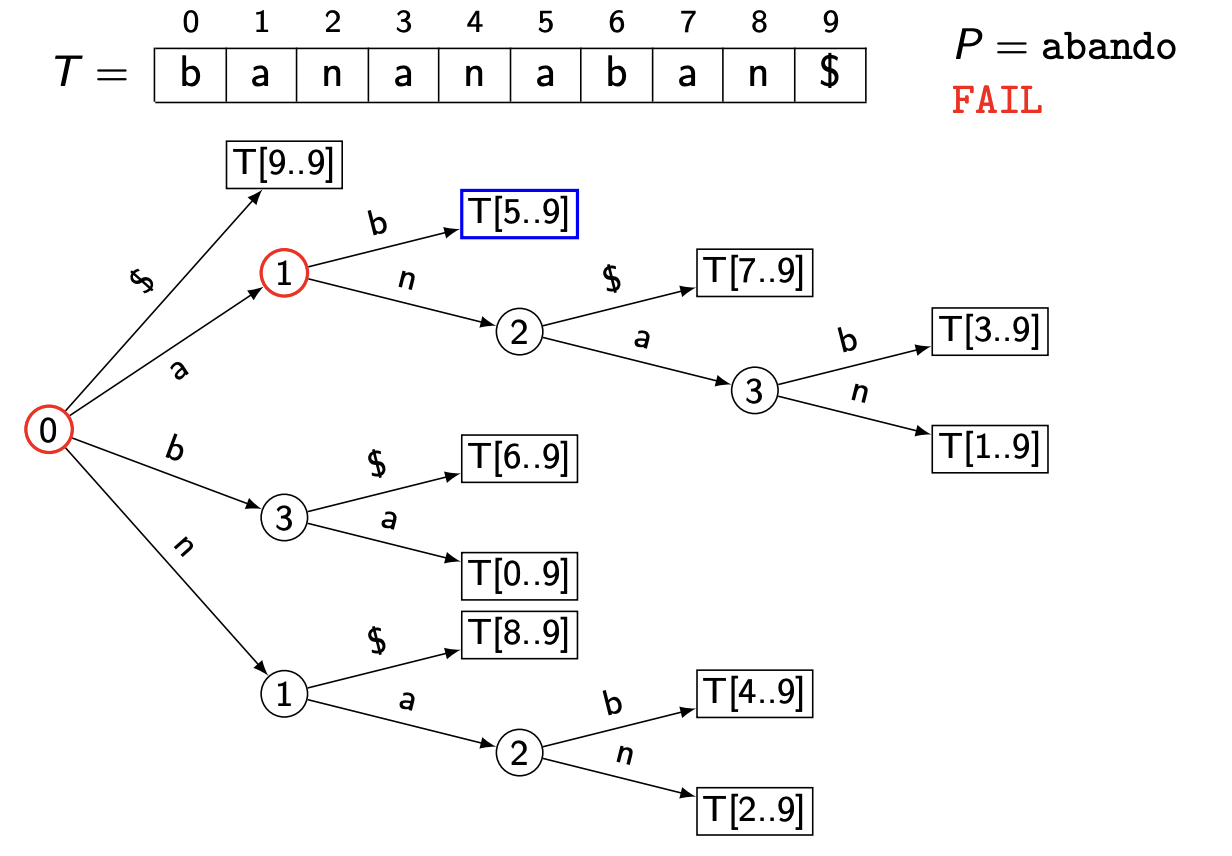 0 1 2 3 4 5 6 7 8 9
T = b a n a n a b a n $
P = abando
FAIL
T[9..9]
b T[5..9]
$ 1 n $ T[7..9]
2 a b T[3..9]
a 3 n
0 T[1..9]
b $ T[6..9]
3 a
n T[0..9]
$ T[8..9]
1 a b T[4..9]
2 n
T[2..9]